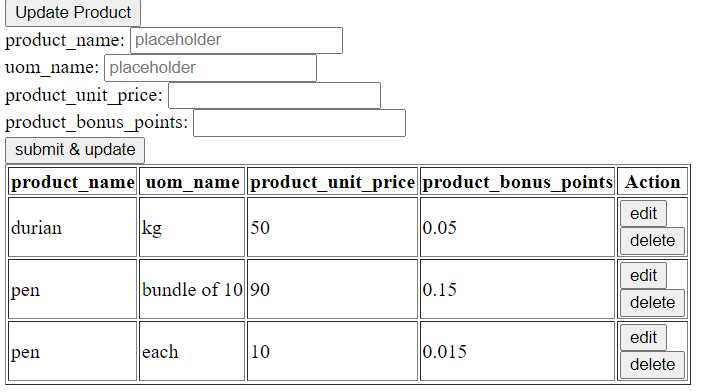 Update Product
product_name: placeholder
uom_name: placeholder
product_unit_price:
product_bonus_points:
submit & update
product_name uom_name product_unit_price product_bonus_points Action
durian kg 50 0.05 edit
delete
pen bundle of 10 90 0.15 edit
delete
pen each 10 0.015 edit
delete